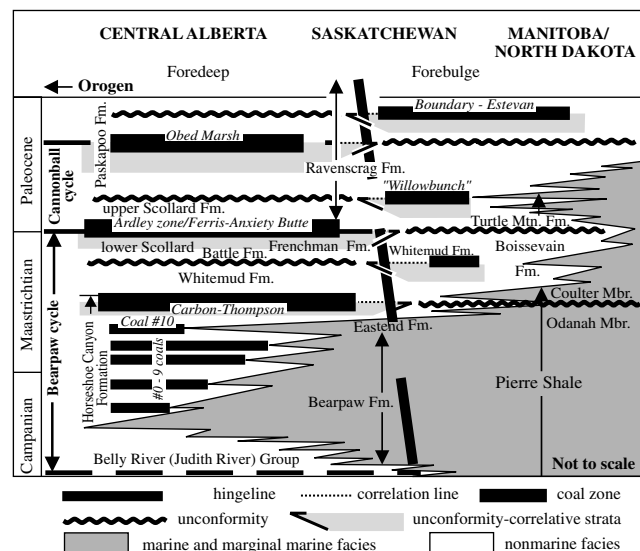 CENTRAL ALBERTA SASKATCHEWAN MANITOBA/
NORTH DAKOTA
Orogen Foredeep Forebulge
Boundary - Estevan
Paleocene
Cannonball
cycle
Paskapoo Fm.
Obed Marsh
Ravenscrag Fm.
"Willowbunch"
upper Scollard Fm.
Turtle Mtn. Fm.
Ardley zone/Ferris-Anxiety Butte
lower Scollard Frenchman Fm. Boissevain
Fm.
Battle Fm. Whitemud Fm.
Whitemud Fm.
Maastrichtian
Bearpaw cycle
Coulter Mbr.
Carbon-Thompson
Odanah Mbr.
Coal #10 Eastend Fm.
Horseshoe Canyon
Formation
#0 - 9 coals
Pierre Shale
Bearpaw Fm.
Campanian
Belly River (Judith River) Group
Not to scale
hingeline correlation line coal zone
unconformity unconformity-correlative strata
marine and marginal marine facies nonmarine facies